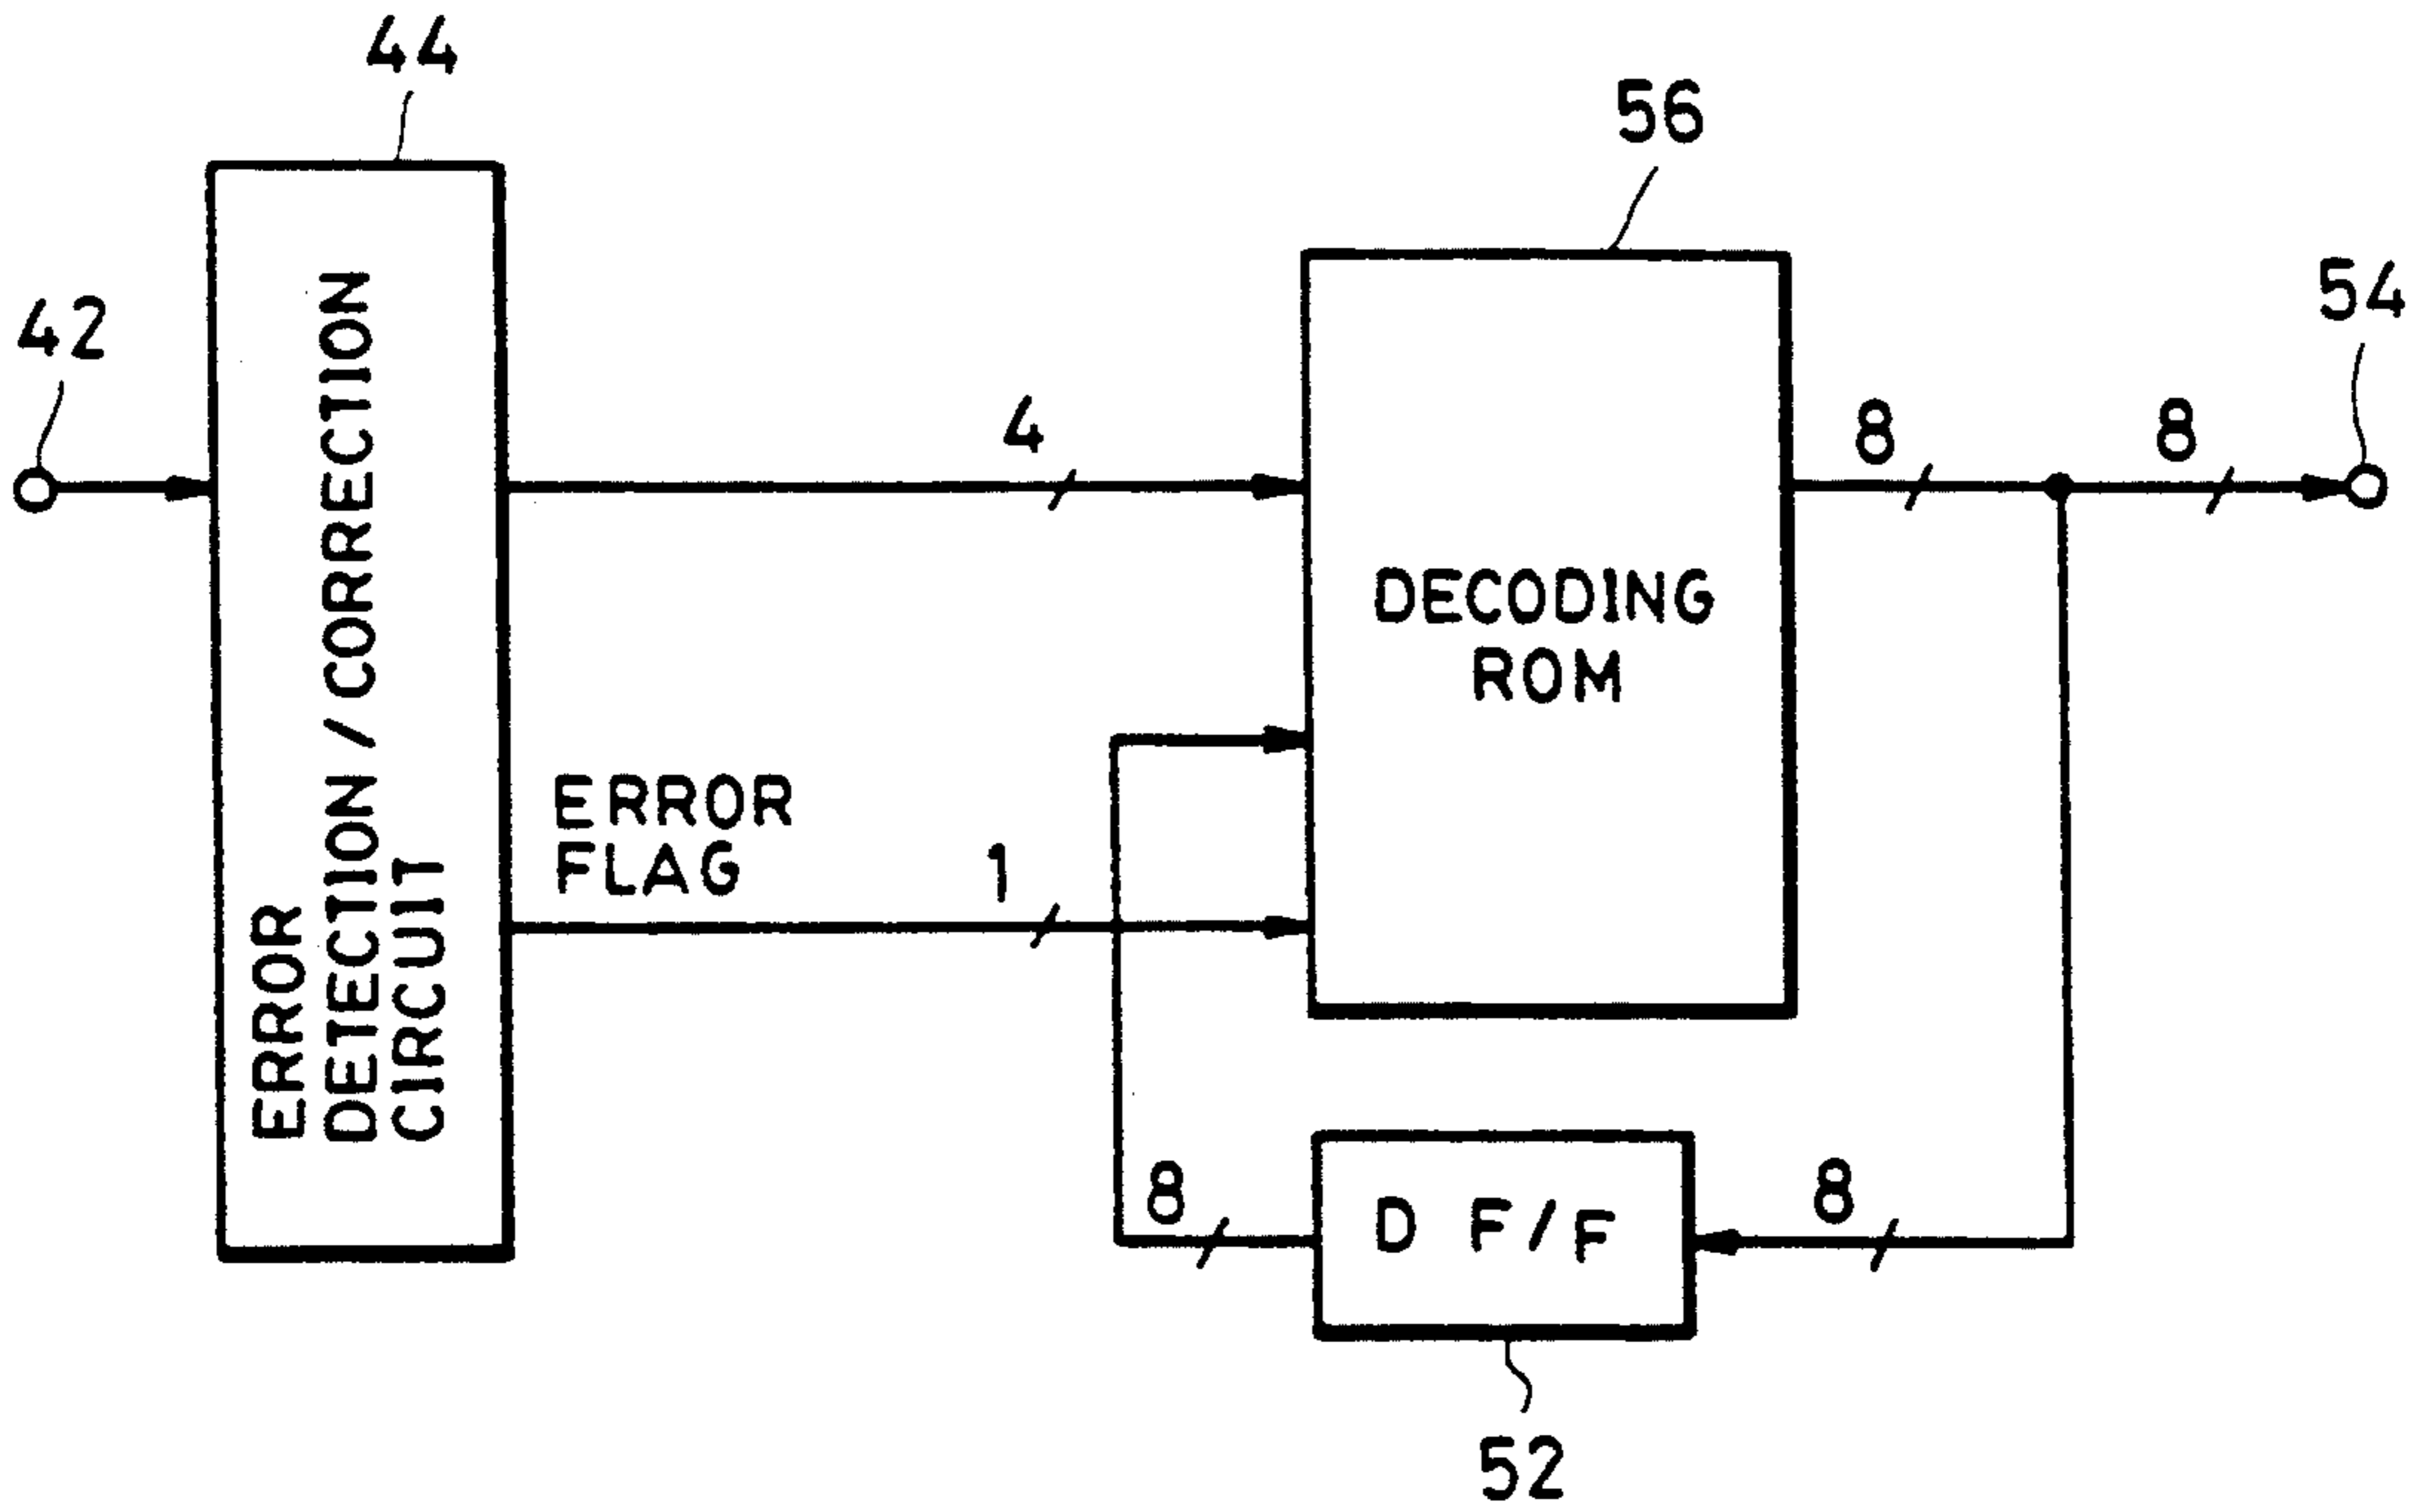 44
56
54
42
4
8
8
ERROR
DETECTION / CORRECTION
CIRCUIT
DECODING
ROM
ERROR
FLAG
1
8
D F/F
8
52